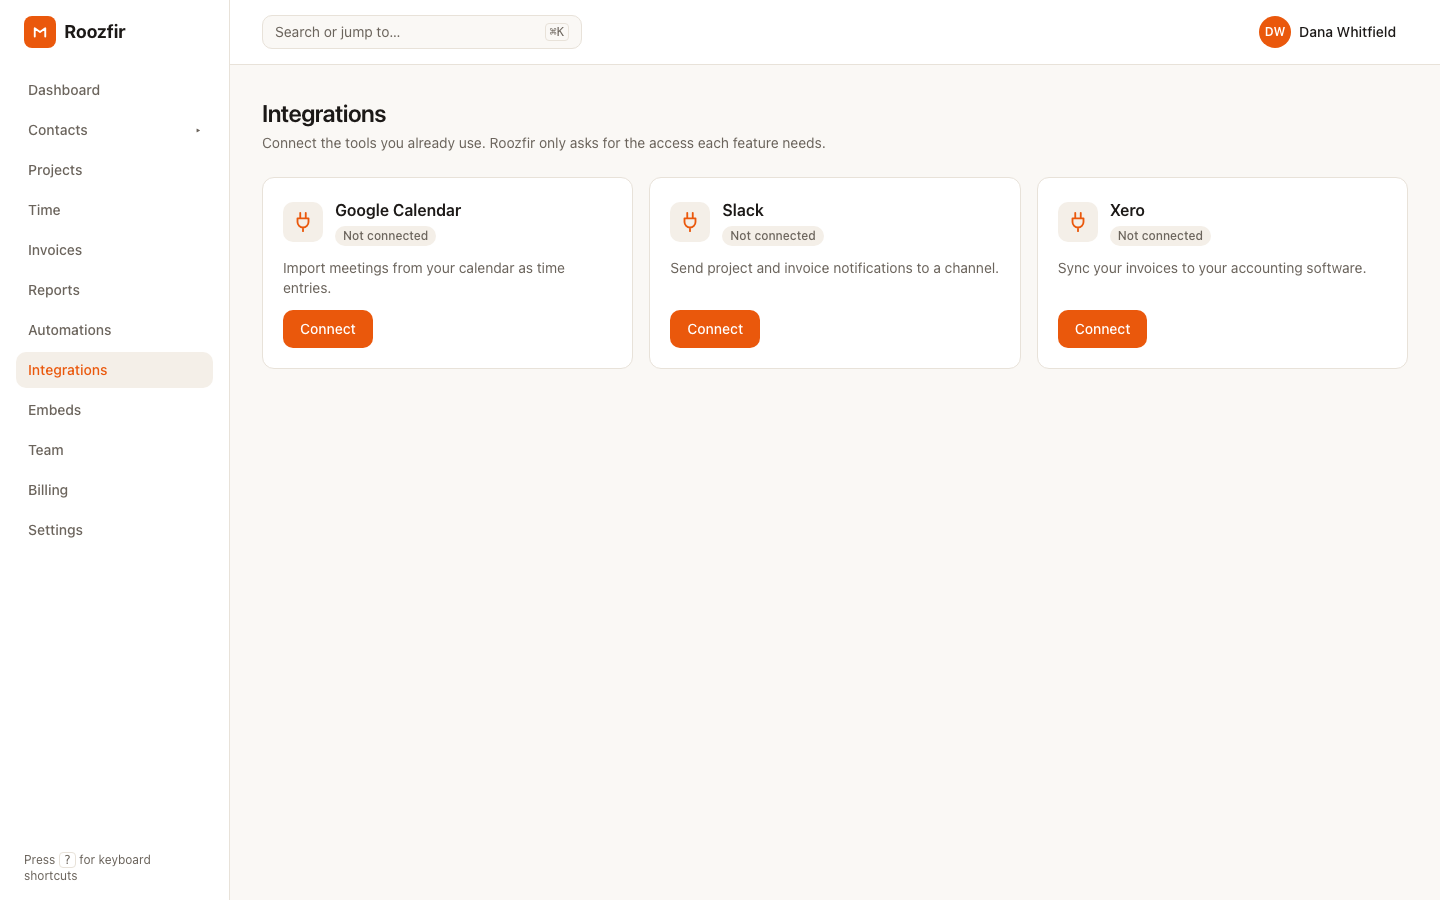 Roozfir
Search or jump to...
⌘K
DW
Dana Whitfield
Dashboard
Contacts
Projects
Time
Invoices
Reports
Automations
Integrations
Embeds
Team
Billing
Settings
Press ? for keyboard
shortcuts
Integrations
Connect the tools you already use. Roozfir only asks for the access each feature needs.
Google Calendar
Not connected
Import meetings from your calendar as time
entries.
Connect
Slack
Not connected
Send project and invoice notifications to a channel.
Connect
Xero
Not connected
Sync your invoices to your accounting software.
Connect